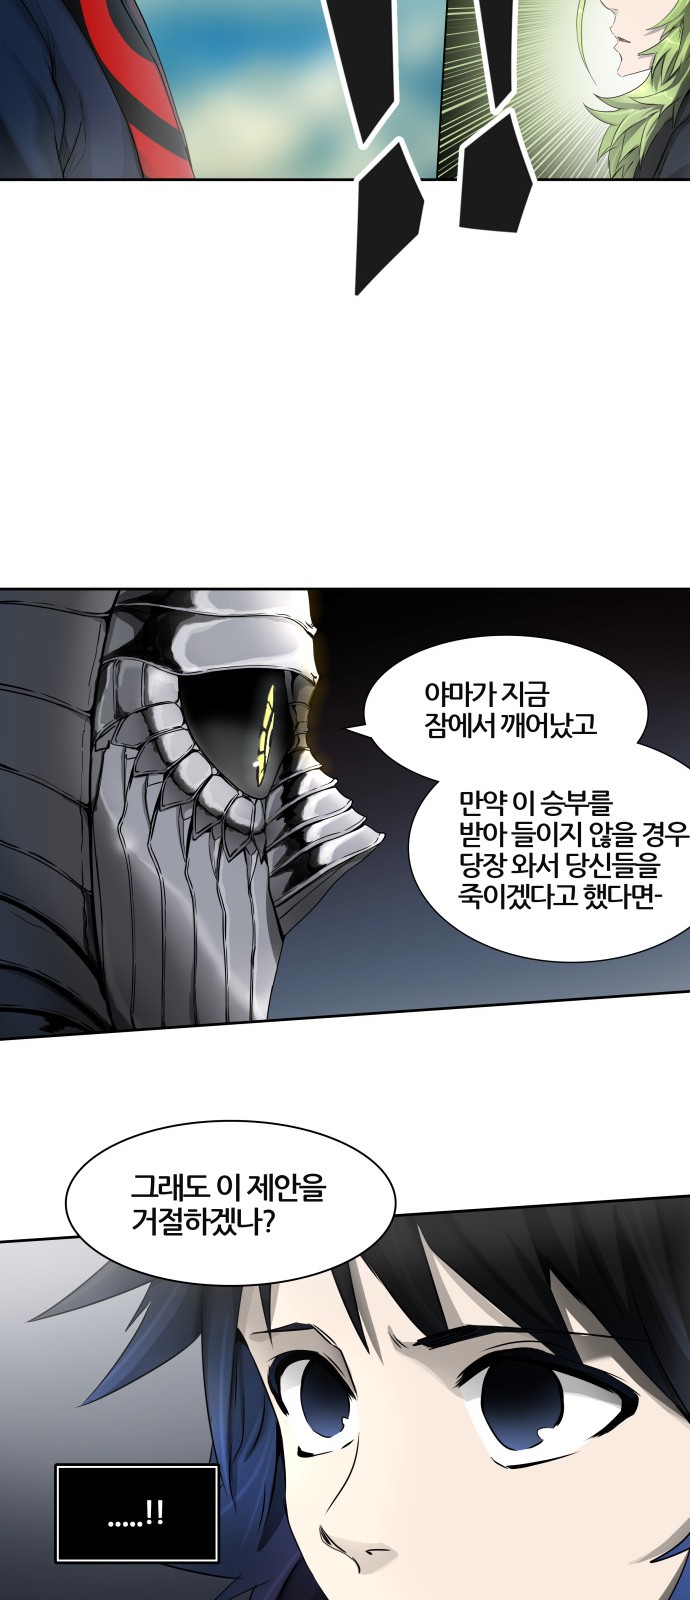 야마가 지금
잠에서 깨어났고
만약 이 승부를
받아 들이지 않을 경우
당장 와서 당신들을
죽이겠다고 했다면-
그래도 이 제안을
거절하겠나?
.....!!